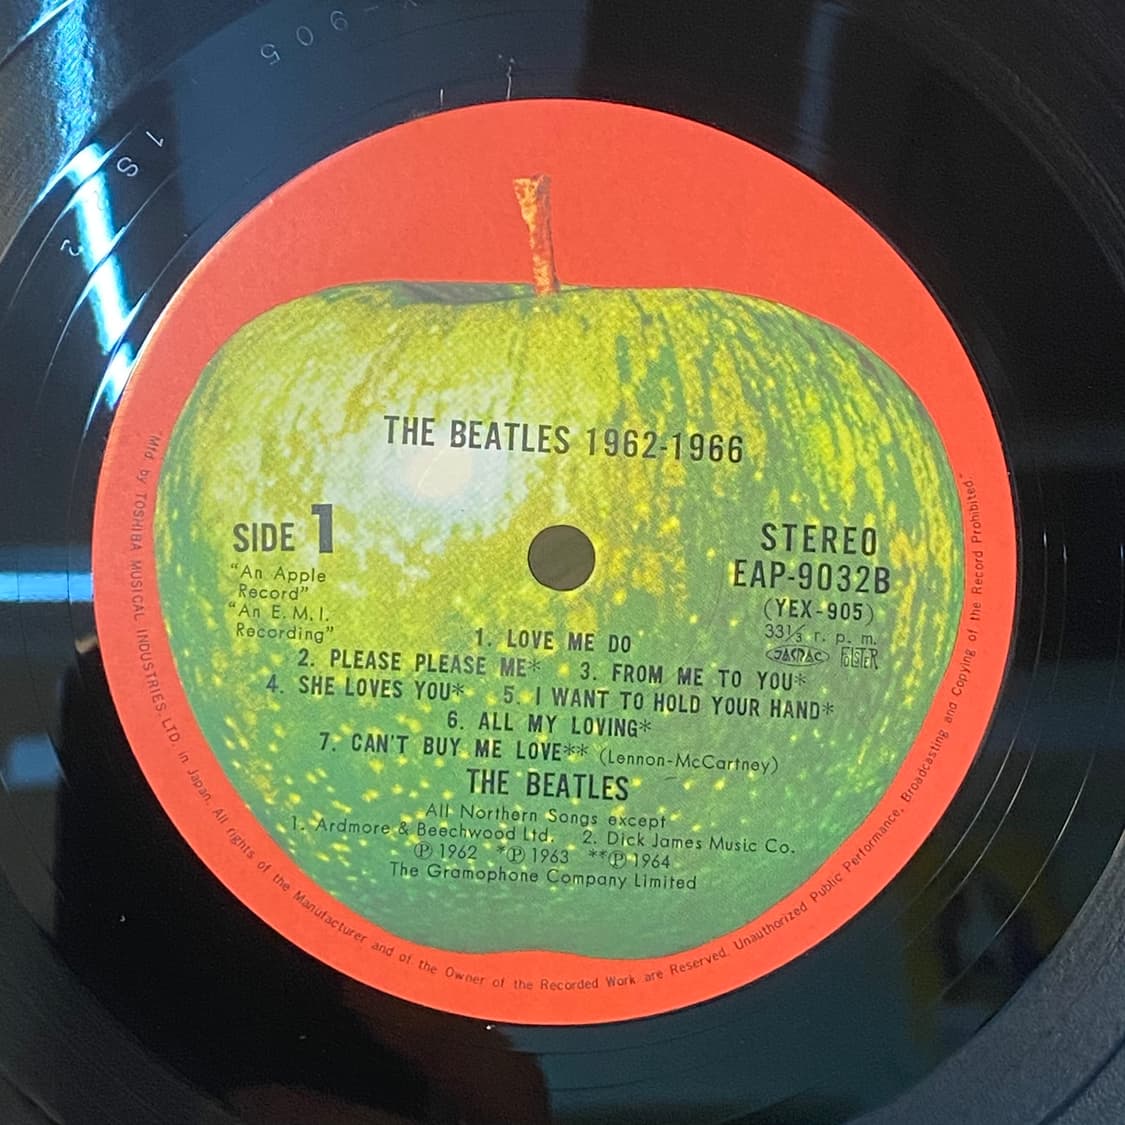 905
1 S
2
THE BEATLES 1962-1966
SIDE 1
"An Apple
Record"
"An E.M.I.
Recording"
STEREO
EAP-9032B
(YEX-905)
33⅓ r. p. m.
JASRAC
1. LOVE ME DO
2. PLEASE PLEASE ME* 3. FROM ME TO YOU*
4. SHE LOVES YOU* 5. I WANT TO HOLD YOUR HAND*
6. ALL MY LOVING*
7. CAN'T BUY ME LOVE** (Lennon-McCartney)
THE BEATLES
All Northern Songs except
1. Ardmore & Beechwood Ltd. 2. Dick James Music Co.
Ⓟ 1962 *Ⓟ 1963 **Ⓟ 1964
The Gramophone Company Limited
"Mfd. by TOSHIBA MUSICAL INDUSTRIES, LTD. in Japan. All rights of the Manufacturer and of the Owner of the Recorded Work are Reserved. Unauthorized Public Performance, Broadcasting and Copying of the Record Prohibited."